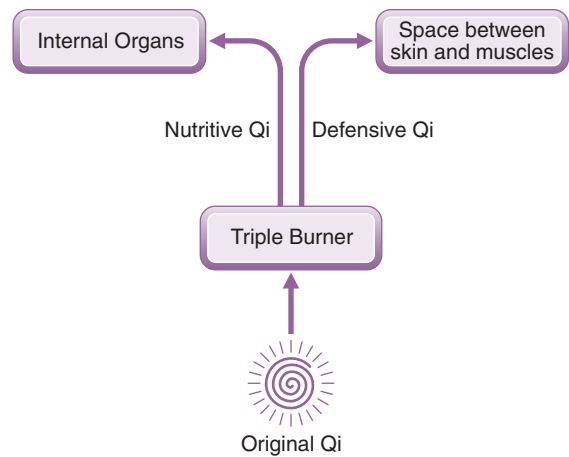 Internal Organs
Space between
skin and muscles
Nutritive Qi
Defensive Qi
Triple Burner
Original Qi